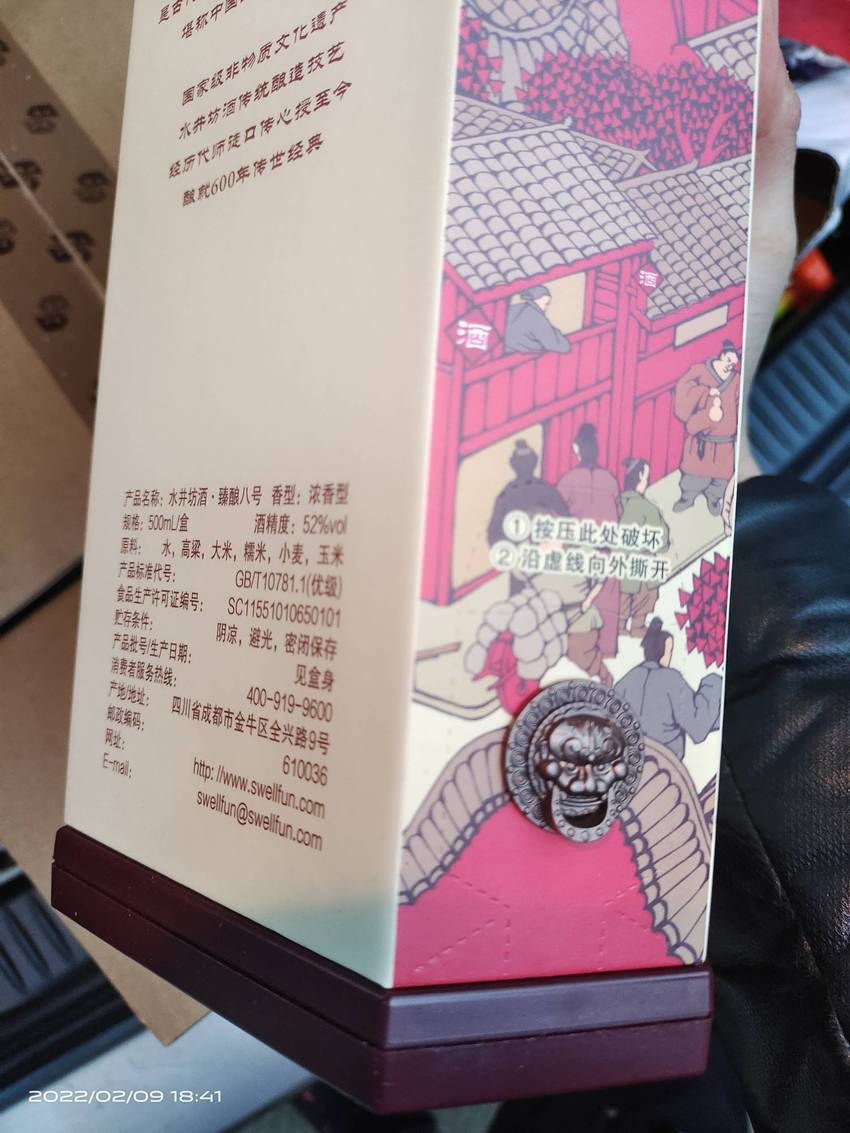 堪称中国
国家级非物质文化遗产
水井坊酒传统酿造技艺
经历代师徒口传心授至今
酿就600年传世经典
酒
酒
产品名称: 水井坊酒·臻酿八号 香型: 浓香型
规格: 500mL/盒 酒精度: 52%vol
原料: 水, 高粱, 大米, 糯米, 小麦, 玉米
产品标准代号: GB/T10781.1(优级)
食品生产许可证编号: SC11551010650101
贮存条件: 阴凉, 避光, 密闭保存
产品批号/生产日期: 见盒身
消费者服务热线: 400-919-9600
产地/地址: 四川省成都市金牛区全兴路9号
邮政编码: 610036
网址: http://www.swellfun.com
E-mail: swellfun@swellfun.com
①按压此处破坏
②沿虚线向外撕开
2022/02/09 18:41